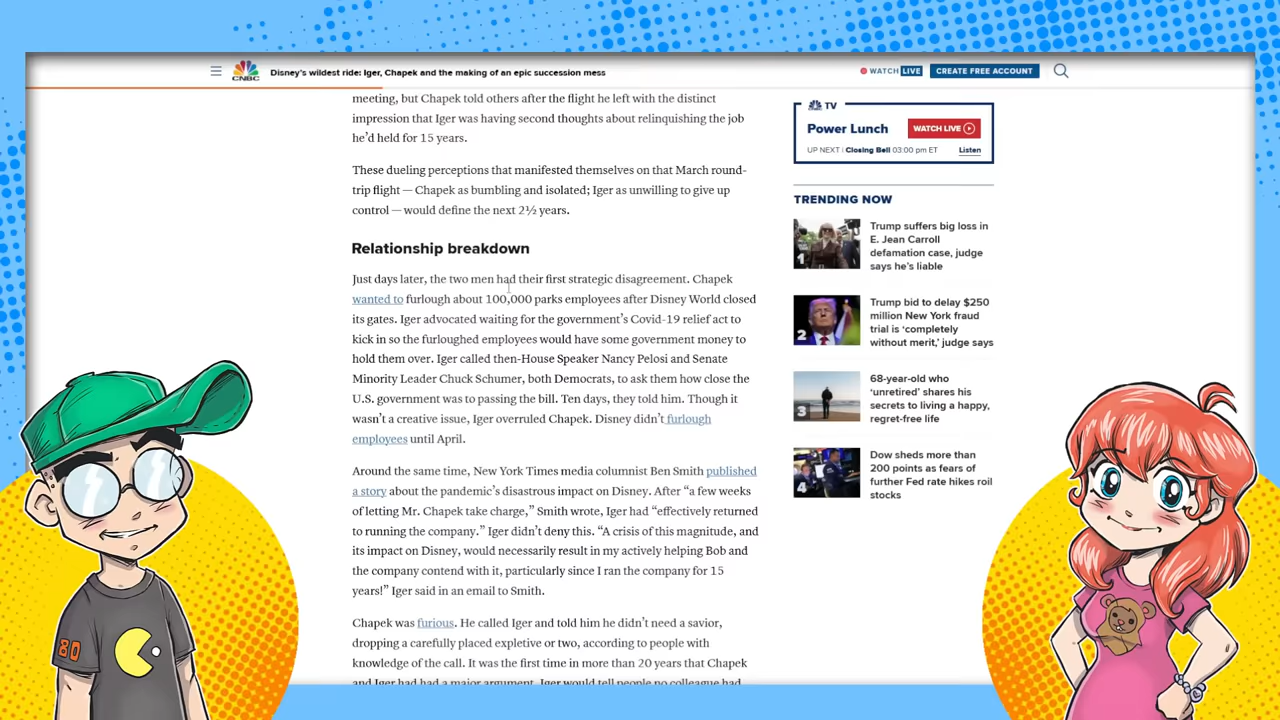 CNBC
Disney's wildest ride: Iger, Chapek and the making of an epic succession mess
WATCH LIVE
CREATE FREE ACCOUNT
meeting, but Chapek told others after the flight he left with the distinct
impression that Iger was having second thoughts about relinquishing the job
he'd held for 15 years.
These dueling perceptions that manifested themselves on that March round-
trip flight — Chapek as bumbling and isolated; Iger as unwilling to give up
control — would define the next 2½ years.
Relationship breakdown
Just days later, the two men had their first strategic disagreement. Chapek
wanted to furlough about 100,000 parks employees after Disney World closed
its gates. Iger advocated waiting for the government's Covid-19 relief act to
kick in so the furloughed employees would have some government money to
hold them over. Iger called then-House Speaker Nancy Pelosi and Senate
Minority Leader Chuck Schumer, both Democrats, to ask them how close the
U.S. government was to passing the bill. Ten days, they told him. Though it
wasn't a creative issue, Iger overruled Chapek. Disney didn't furlough
employees until April.
Around the same time, New York Times media columnist Ben Smith published
a story about the pandemic's disastrous impact on Disney. After “a few weeks
of letting Mr. Chapek take charge,” Smith wrote, Iger had “effectively returned
to running the company.” Iger didn't deny this. “A crisis of this magnitude, and
its impact on Disney, would necessarily result in my actively helping Bob and
the company contend with it, particularly since I ran the company for 15
years!” Iger said in an email to Smith.
Chapek was furious. He called Iger and told him he didn't need a savior,
dropping a carefully placed expletive or two, according to people with
knowledge of the call. It was the first time in more than 20 years that Chapek
and Iger had had a major argument. Iger would tell people no colleague had
TV
Power Lunch
WATCH LIVE
UP NEXT | Closing Bell 03:00 pm ET
Listen
TRENDING NOW
1
Trump suffers big loss in
E. Jean Carroll
defamation case, judge
says he's liable
2
Trump bid to delay $250
million New York fraud
trial is ‘completely
without merit,’ judge says
3
68-year-old who
‘unretired’ shares his
secrets to living a happy,
regret-free life
4
Dow sheds more than
200 points as fears of
further Fed rate hikes roil
stocks
80